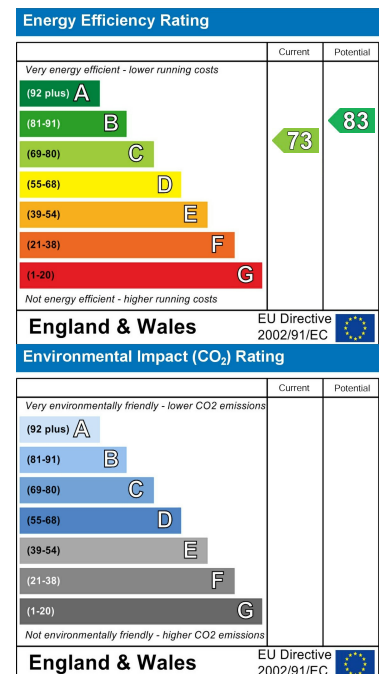 Energy Efficiency Rating
Current Potential
Very energy efficient - lower running costs
(92 plus) A
(81-91) B
(69-80) C
(55-68) D
(39-54) E
(21-38) F
(1-20) G
73
83
Not energy efficient - higher running costs
England & Wales
EU Directive
2002/91/EC
Environmental Impact (CO₂) Rating
Current Potential
Very environmentally friendly - lower CO2 emissions
(92 plus) A
(81-91) B
(69-80) C
(55-68) D
(39-54) E
(21-38) F
(1-20) G
Not environmentally friendly - higher CO2 emissions
England & Wales
EU Directive
2002/91/EC